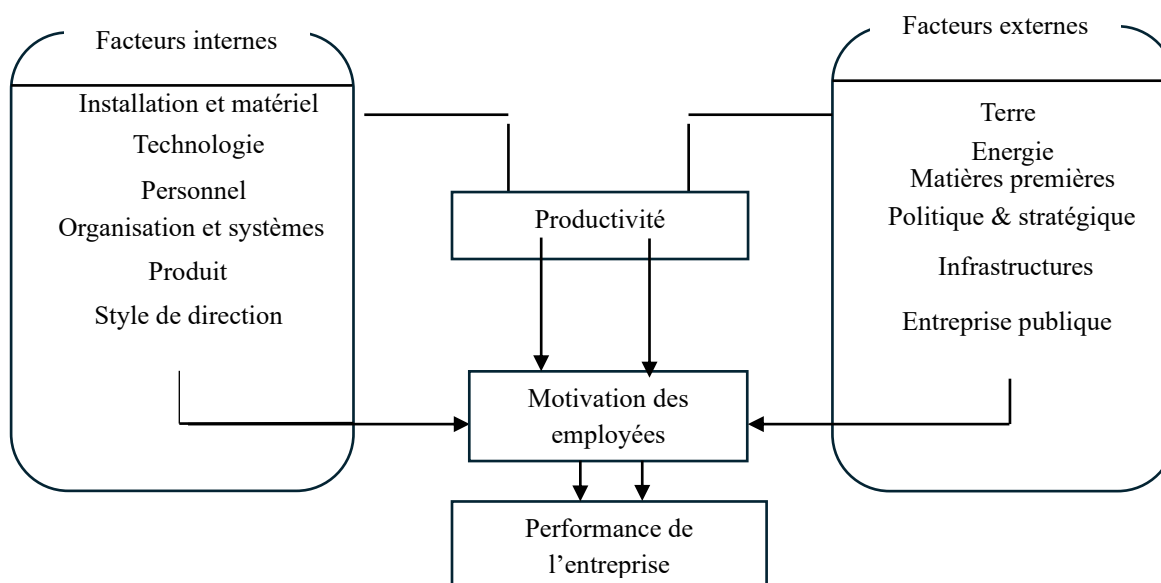 Facteurs internes
Installation et matériel
Technologie
Personnel
Organisation et systèmes
Produit
Style de direction
Facteurs externes
Terre
Energie
Matières premières
Politique & stratégique
Infrastructures
Entreprise publique
Productivité
Motivation des
employées
Performance de
l’entreprise